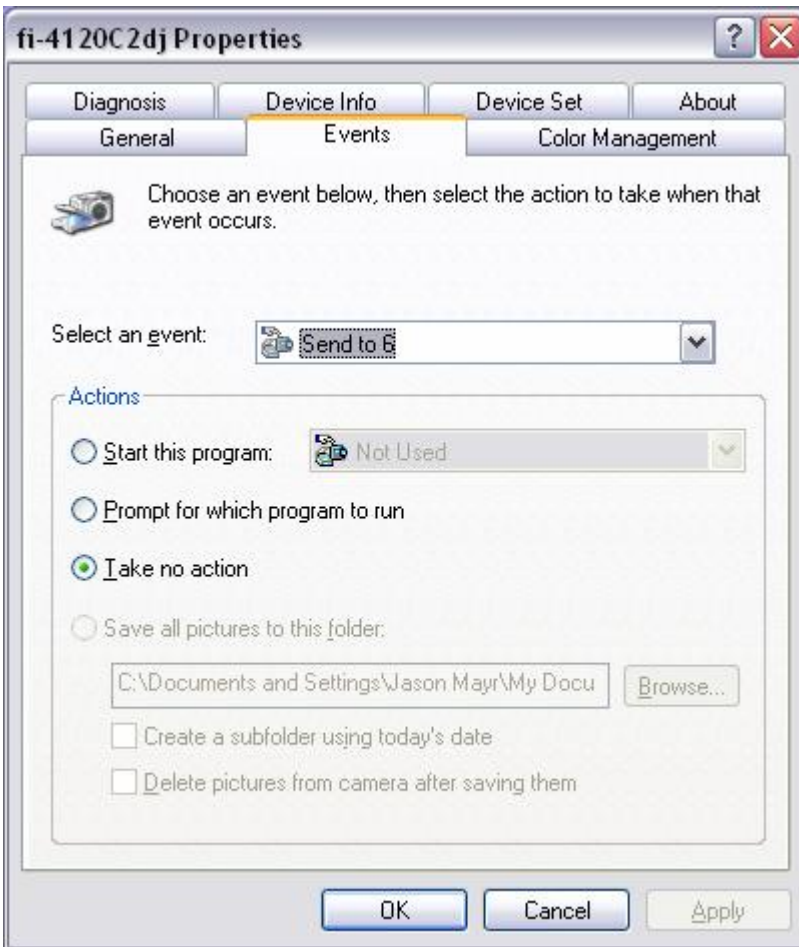 fi-4120C2dj Properties
Diagnosis Device Info Device Set About
General Events Color Management
Choose an event below, then select the action to take when that
event occurs.
Select an event: Send to 6
Actions
Start this program: Not Used
Prompt for which program to run
Take no action
Save all pictures to this folder:
C:\Documents and Settings\Jason Mayr\My Docu Browse...
Create a subfolder using today's date
Delete pictures from camera after saving them
OK Cancel Apply